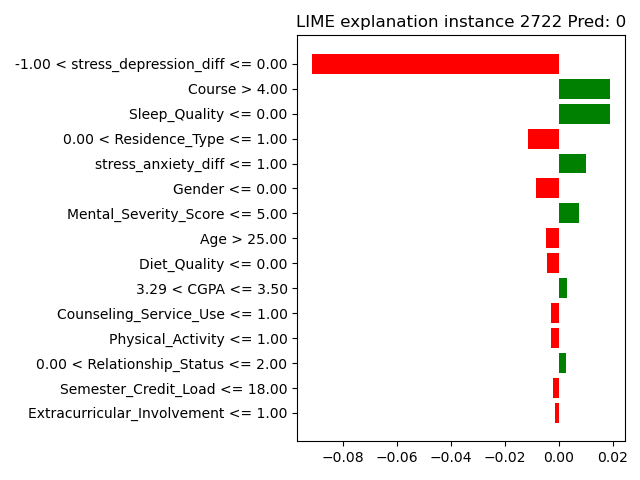 LIME explanation instance 2722 Pred: 0
-1.00 < stress_depression_diff <= 0.00
Course > 4.00
Sleep_Quality <= 0.00
0.00 < Residence_Type <= 1.00
stress_anxiety_diff <= 1.00
Gender <= 0.00
Mental_Severity_Score <= 5.00
Age > 25.00
Diet_Quality <= 0.00
3.29 < CGPA <= 3.50
Counseling_Service_Use <= 1.00
Physical_Activity <= 1.00
0.00 < Relationship_Status <= 2.00
Semester_Credit_Load <= 18.00
Extracurricular_Involvement <= 1.00
−0.08 −0.06 −0.04 −0.02 0.00 0.02